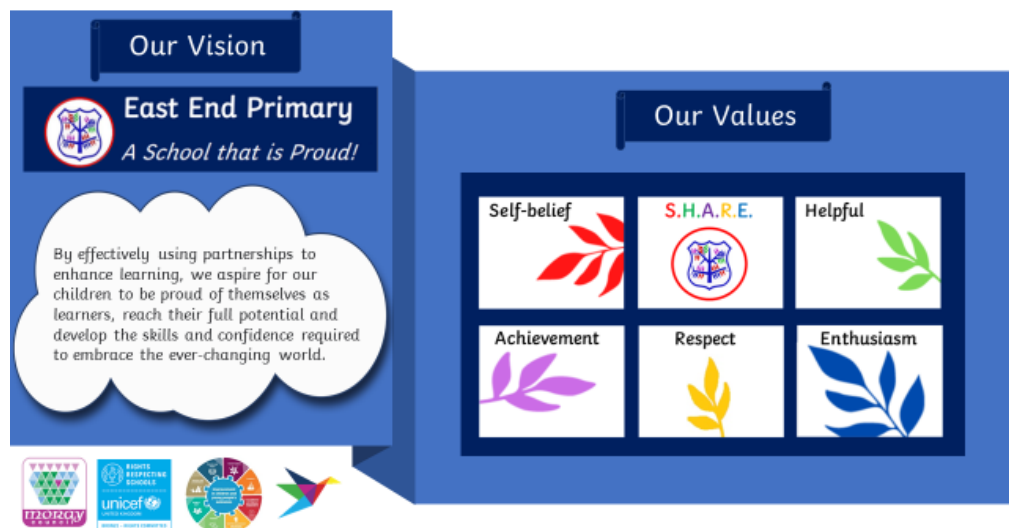 Our Vision
East End Primary
A School that is Proud!
By effectively using partnerships to
enhance learning, we aspire for our
children to be proud of themselves as
learners, reach their full potential and
develop the skills and confidence required
to embrace the ever-changing world.
Our Values
Self-belief
S.H.A.R.E.
Helpful
Achievement
Respect
Enthusiasm
moray
council
RIGHTS
RESPECTING
SCHOOLS
unicef
UNITED KINGDOM